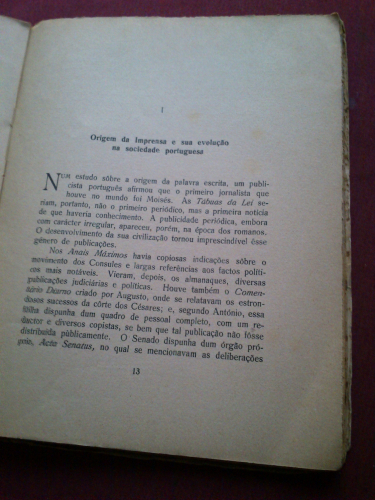 I
Origem da Imprensa e sua evolução
na sociedade portuguesa
NUM estudo sôbre a origem da palavra escrita, um publi-
cista português afirmou que o primeiro jornalista que
houve no mundo foi Moisés. As Tábuas da Lei se-
riam, portanto, não o primeiro periódico, mas a primeira notícia
de que haveria conhecimento. A publicidade periódica, embora
com carácter irregular, apareceu, porém, na época dos romanos.
O desenvolvimento da sua civilização tornou imprescindível êsse
género de publicações.
Nos Anais Máximos havia copiosas indicações sôbre o
movimento dos Consules e largas referências aos factos políti-
cos mais notáveis. Vieram, depois, os almanaques, diversas
publicações judiciárias e políticas. Houve também o Comen-
tário Diurno criado por Augusto, onde se relatavam os estron-
dosos sucessos da côrte dos Césares; e, segundo António, essa
fôlha dispunha dum quadro de pessoal completo, com um re-
dactor e diversos copistas, se bem que tal publicação não fôsse
distribuída pùblicamente. O Senado dispunha dum órgão pró-
prio, Acta Senatus, no qual se mencionavam as deliberações
13